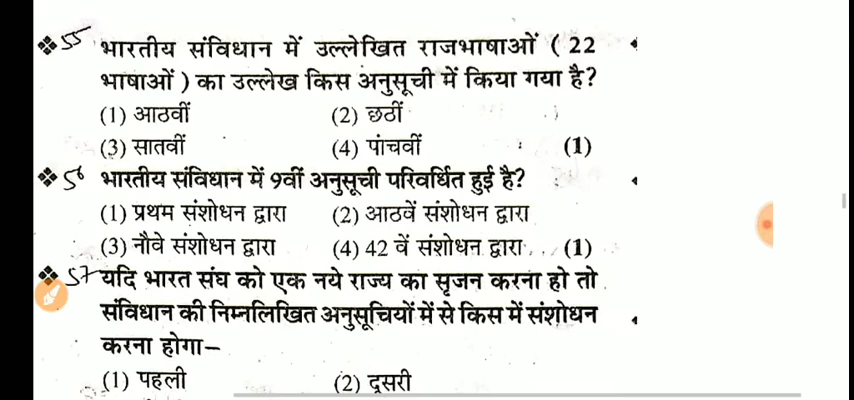 ❖ 55 भारतीय संविधान में उल्लेखित राजभाषाओं ( 22
भाषाओं ) का उल्लेख किस अनुसूची में किया गया है?
(1) आठवीं (2) छठीं
(3) सातवीं (4) पांचवीं (1)
❖ 56 भारतीय संविधान में 9वीं अनुसूची परिवर्धित हुई है?
(1) प्रथम संशोधन द्वारा (2) आठवें संशोधन द्वारा
(3) नौवे संशोधन द्वारा (4) 42 वें संशोधन द्वारा (1)
❖ 57 यदि भारत संघ को एक नये राज्य का सृजन करना हो तो
संविधान की निम्नलिखित अनुसूचियों में से किस में संशोधन
करना होगा–
(1) पहली (2) दूसरी